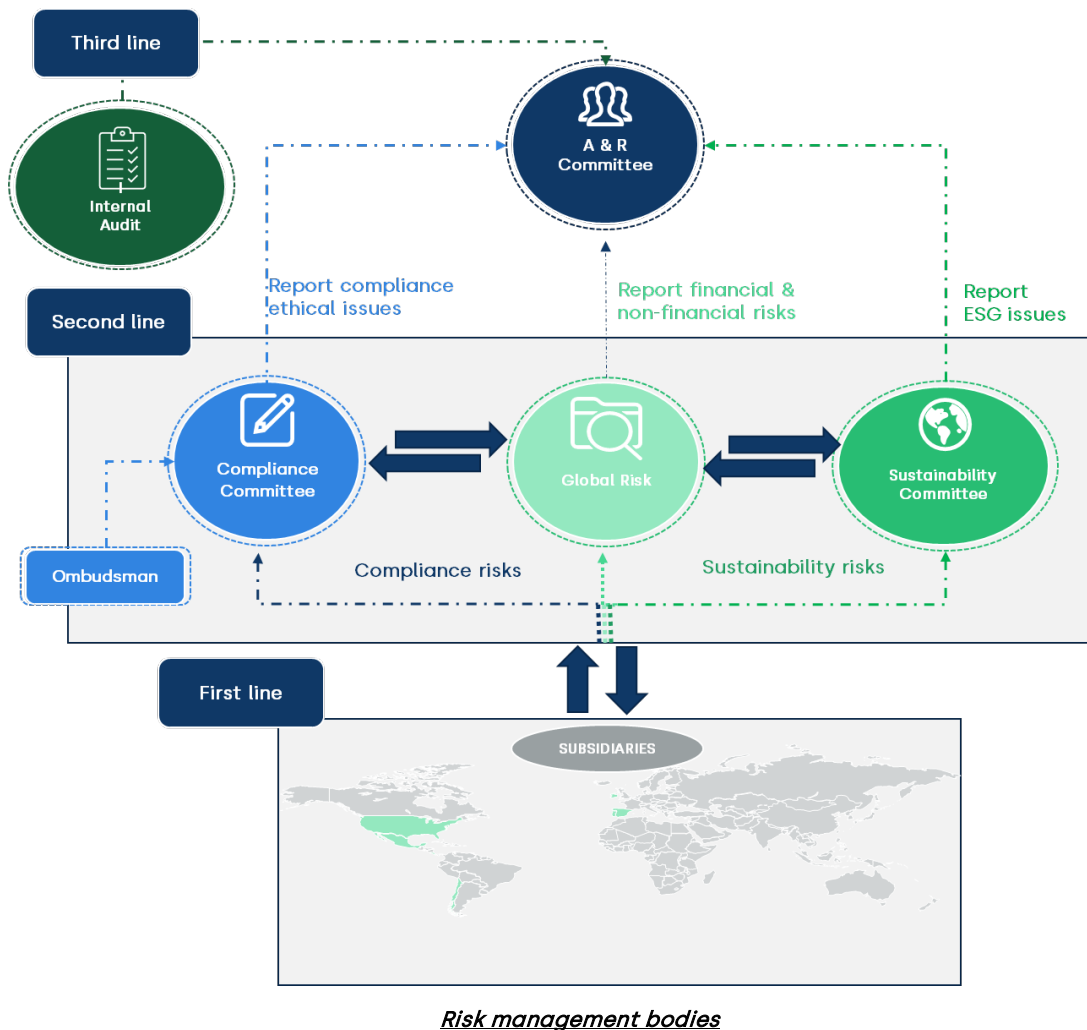 Third line
A & R
Committee
Internal
Audit
Report compliance
ethical issues
Report financial &
non-financial risks
Report
ESG issues
Second line
Compliance
Committee
Global Risk
Sustainability
Committee
Ombudsman
Compliance risks
Sustainability risks
First line
SUBSIDIARIES
Risk management bodies